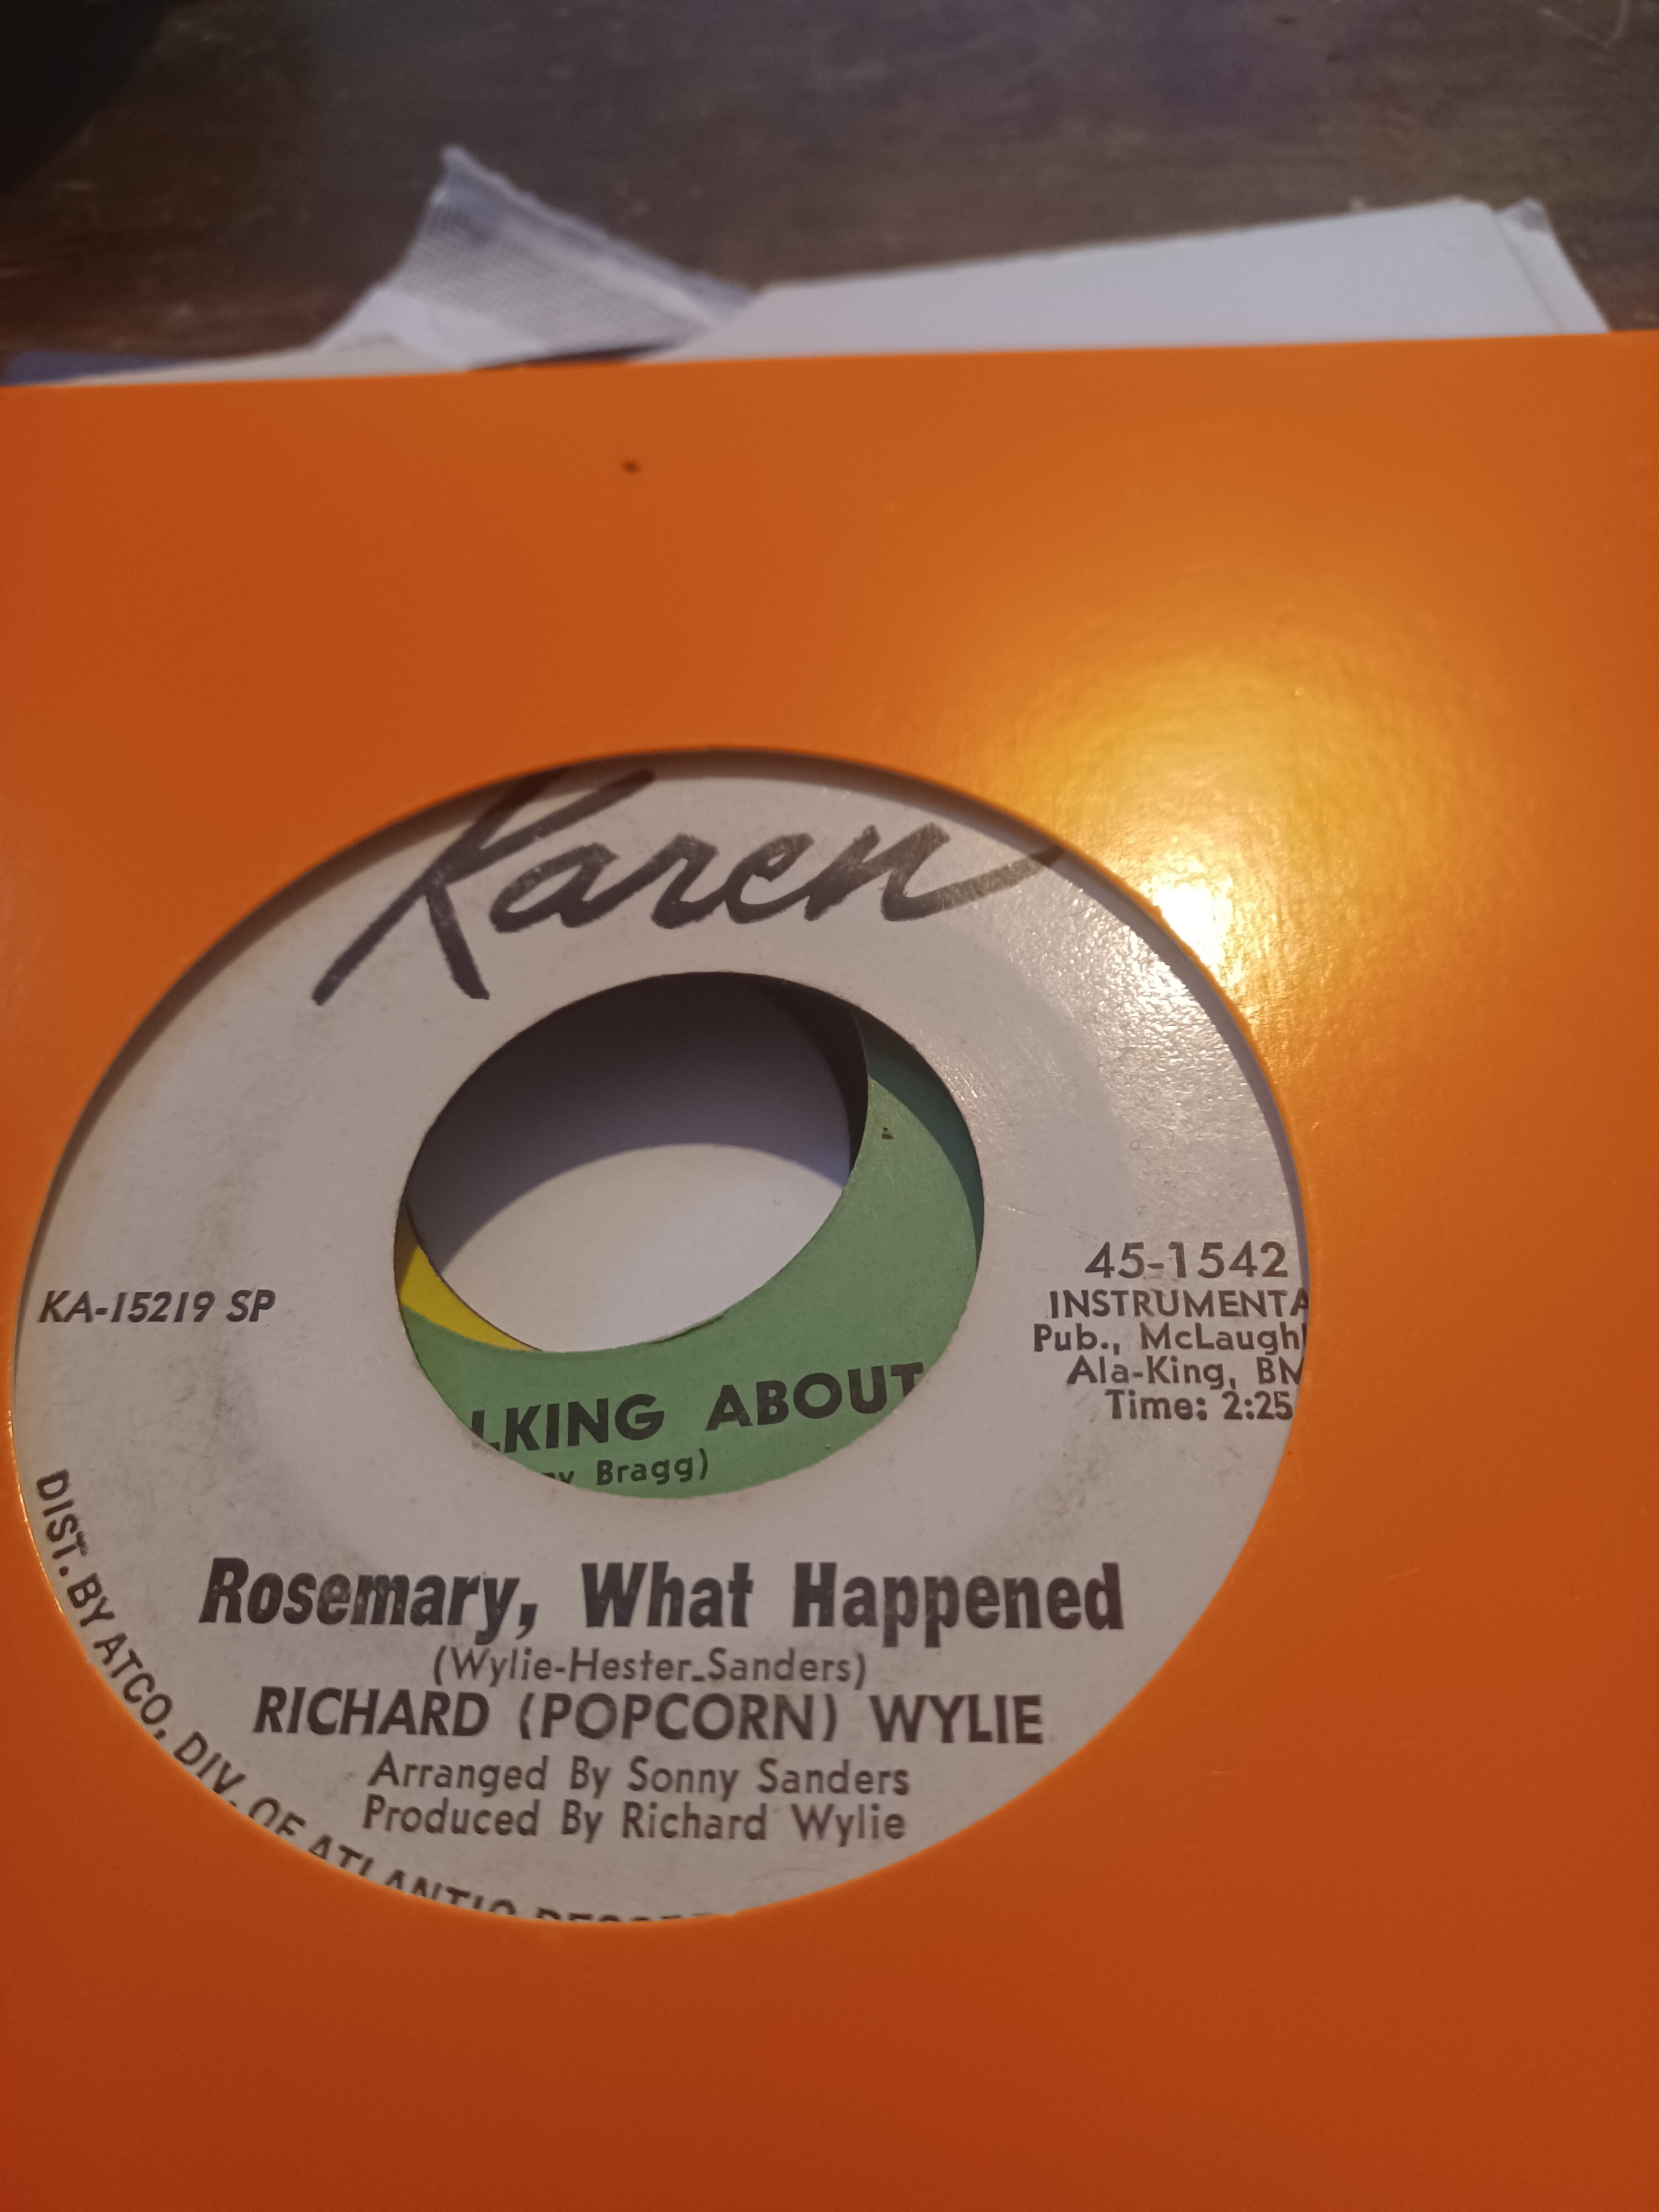 Karen
KA-15219 SP
45-1542
INSTRUMENTA
Pub., McLaugh
Ala-King, BM
Time: 2:25
LKING ABOUT
Bragg)
Rosemary, What Happened
(Wylie-Hester-Sanders)
RICHARD (POPCORN) WYLIE
Arranged By Sonny Sanders
Produced By Richard Wylie
DIST. BY ATCO, DIV. OF ATLANTIC